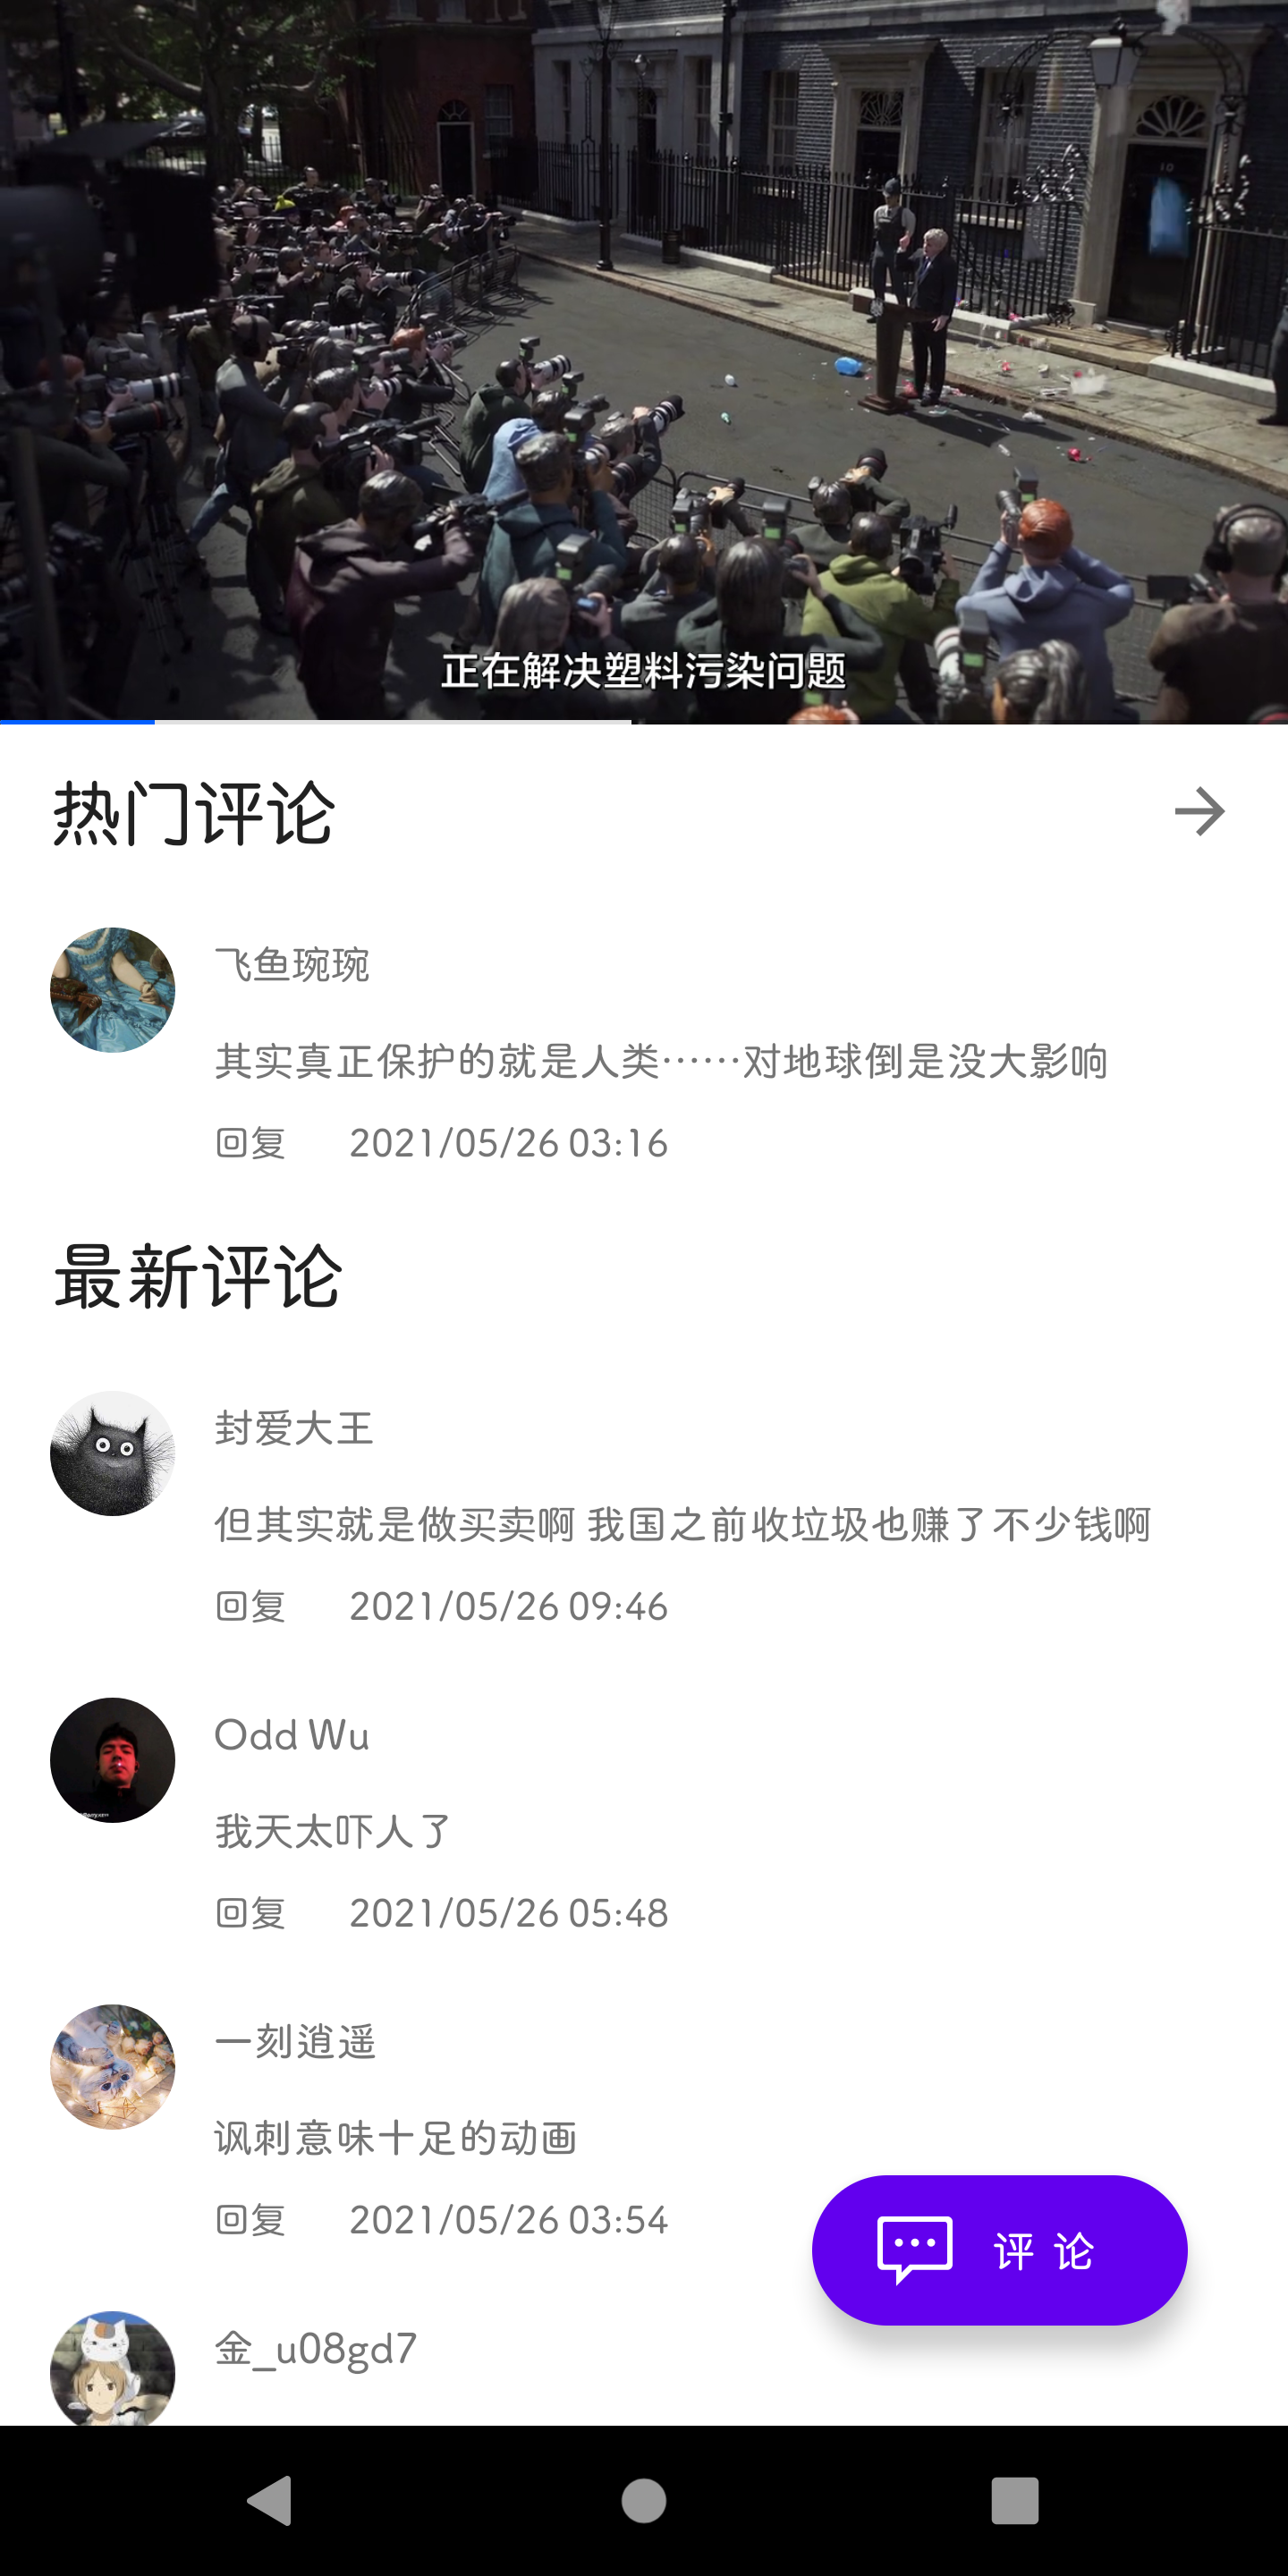 10
正在解决塑料污染问题
热门评论
飞鱼琬琬
其实真正保护的就是人类……对地球倒是没大影响
回复 2021/05/26 03:16
最新评论
封爱大王
但其实就是做买卖啊 我国之前收垃圾也赚了不少钱啊
回复 2021/05/26 09:46
Odd Wu
我天太吓人了
回复 2021/05/26 05:48
一刻逍遥
讽刺意味十足的动画
回复 2021/05/26 03:54
评论
金_u08gd7